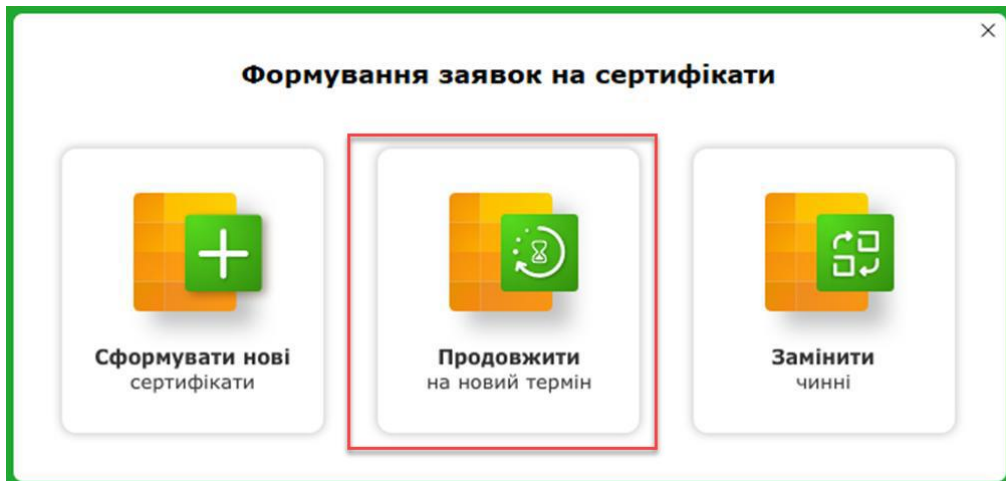 Формування заявок на сертифікати
Сформувати нові
сертифікати
Продовжити
на новий термін
Замінити
чинні